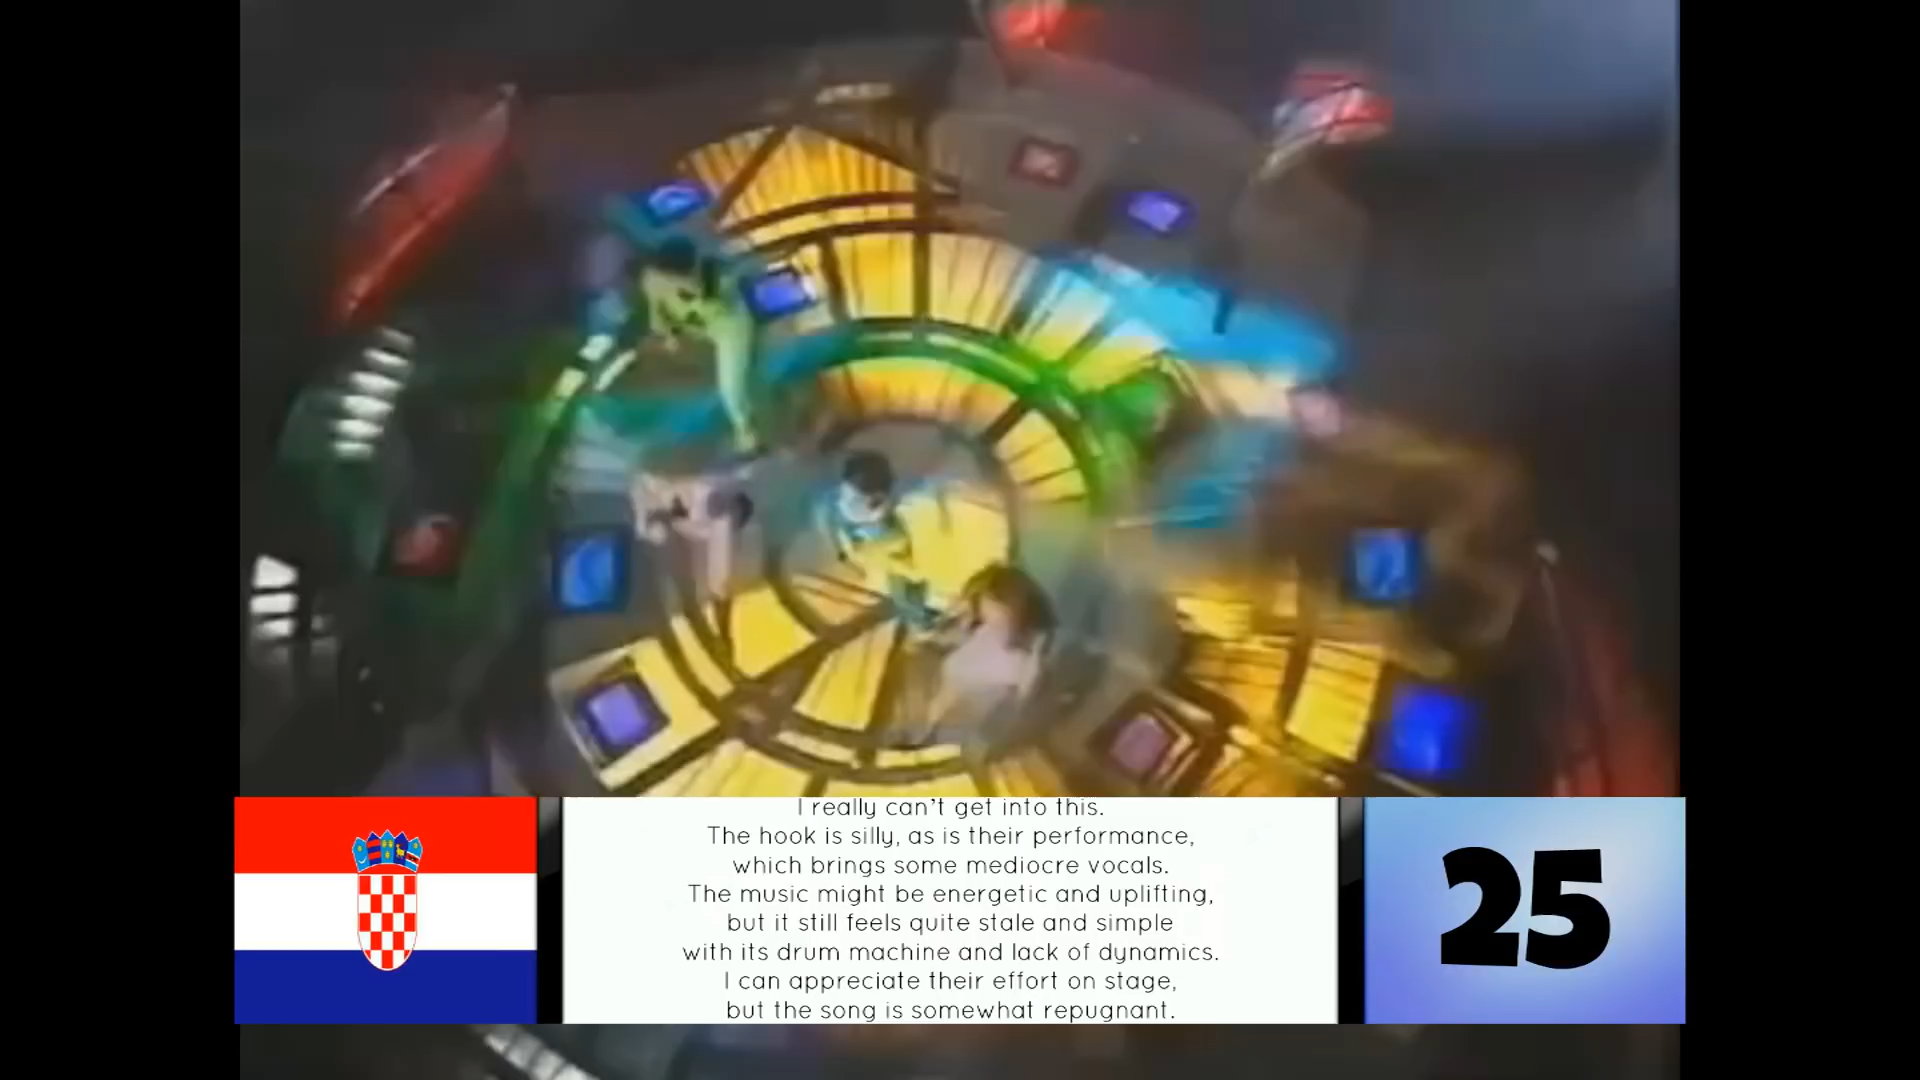 I really can't get into this.
The hook is silly, as is their performance,
which brings some mediocre vocals.
The music might be energetic and uplifting,
but it still feels quite stale and simple
with its drum machine and lack of dynamics.
I can appreciate their effort on stage,
but the song is somewhat repugnant.
25